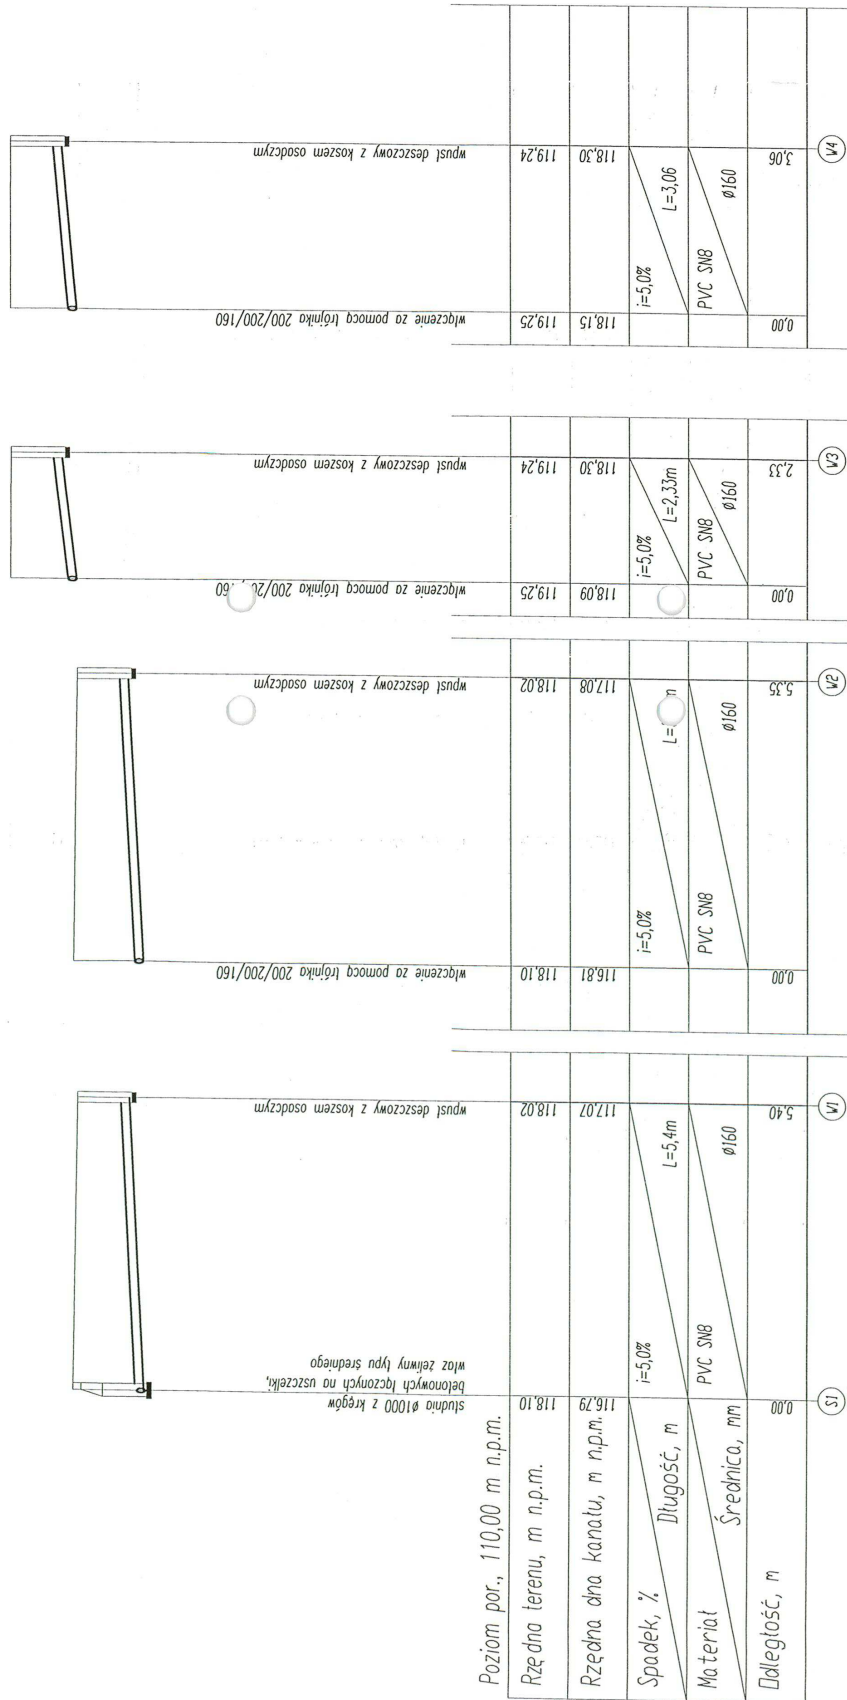 Poziom por., 110,00 m n.p.m.
Rzędna terenu, m n.p.m.
118,10
118,02
118,10
118,02
119,25
119,24
119,25
119,24
Rzędna dna kanału, m n.p.m.
116,79
117,07
116,81
117,08
118,09
118,30
118,15
118,30
Spadek, %
Długość, m
i=5,0%
L=5,4m
i=5,0%
i=5,0%
L=2,33m
i=5,0%
L=3,06
Materiał
Średnica, mm
PVC SN8
ø160
PVC SN8
ø160
PVC SN8
ø160
PVC SN8
ø160
Odległość, m
0,00
5,40
0,00
5,35
0,00
2,33
0,00
3,06
S1
W1
W2
W3
W4
studnia ø1000 z kręgów
betonowych łączonych na uszczelki,
właz żeliwny typu średniego
wpust deszczowy z koszem osadczym
włączenie za pomocą trójnika 200/200/160
wpust deszczowy z koszem osadczym
włączenie za pomocą trójnika
wpust deszczowy z koszem osadczym
włączenie za pomocą trójnika 200/200/160
wpust deszczowy z koszem osadczym